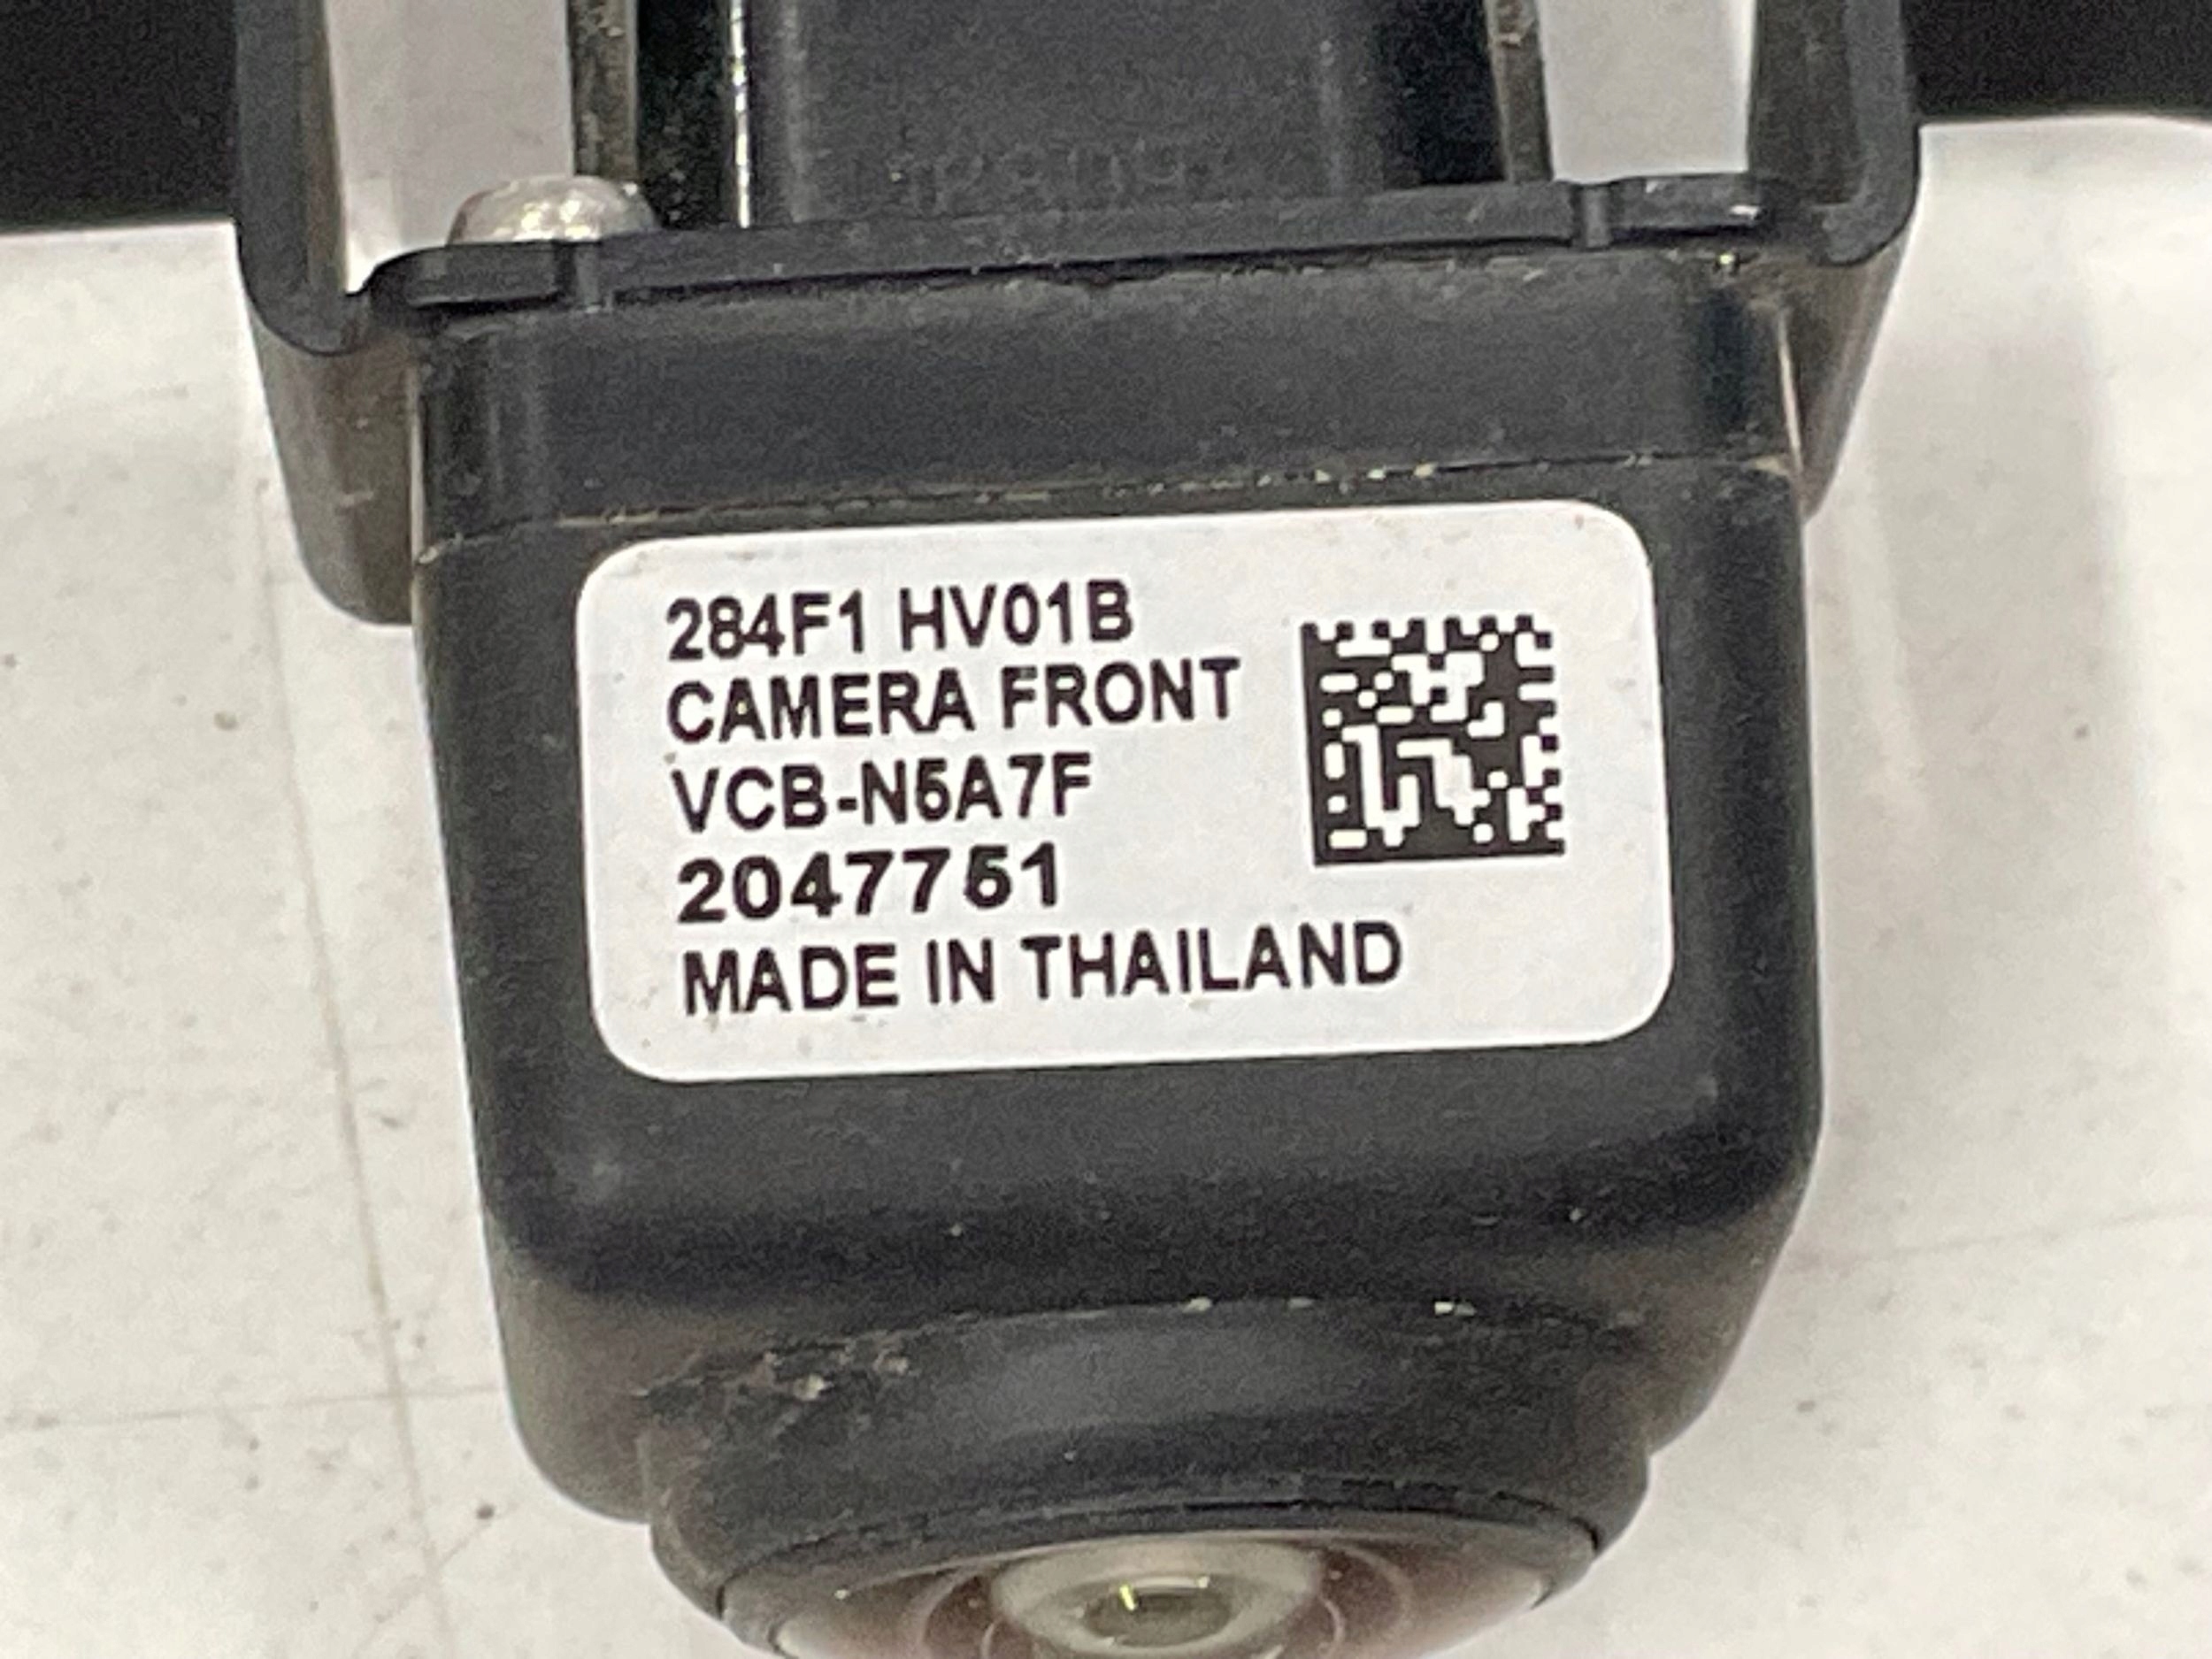 284F1 HV01B
CAMERA FRONT
VCB-N5A7F
2047751
MADE IN THAILAND